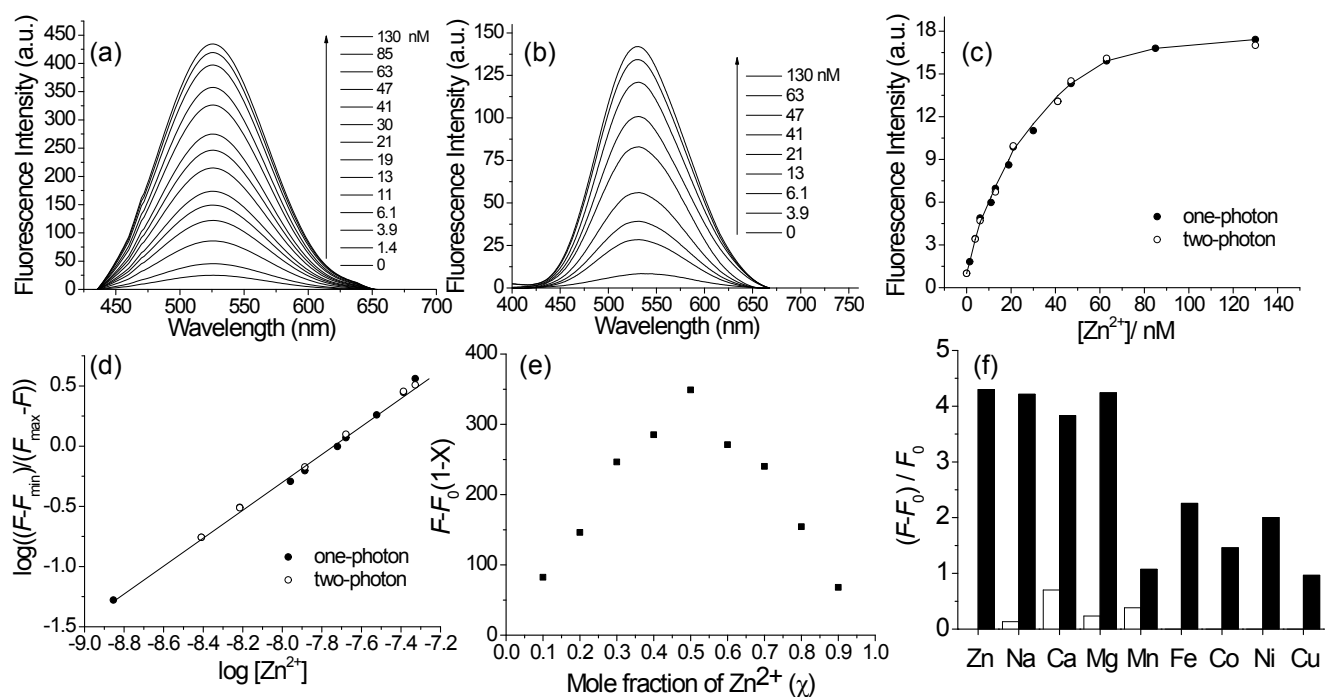 (a)
Fluorescence Intensity (a.u.)
450
400
350
300
250
200
150
100
50
0
450 500 550 600 650 700
Wavelength (nm)
130 nM
85
63
47
41
30
21
19
13
11
6.1
3.9
1.4
0
(b)
Fluorescence Intensity (a.u.)
150
125
100
75
50
25
0
400 450 500 550 600 650 700 750
Wavelength (nm)
130 nM
63
47
41
21
13
6.1
3.9
0
(c)
Fluorescence Intensity (a.u.)
18
15
12
9
6
3
0
0 20 40 60 80 100 120 140
[Zn²⁺]/ nM
one-photon
two-photon
(d)
log((F-Fmin)/(Fmax-F))
0.5
0.0
-0.5
-1.0
-1.5
-9.0 -8.8 -8.6 -8.4 -8.2 -8.0 -7.8 -7.6 -7.4 -7.2
log [Zn²⁺]
one-photon
two-photon
(e)
F-F₀(1-X)
400
300
200
100
0
0.0 0.1 0.2 0.3 0.4 0.5 0.6 0.7 0.8 0.9 1.0
Mole fraction of Zn²⁺ (χ)
(f)
(F-F₀) / F₀
5
4
3
2
1
0
Zn Na Ca Mg Mn Fe Co Ni Cu